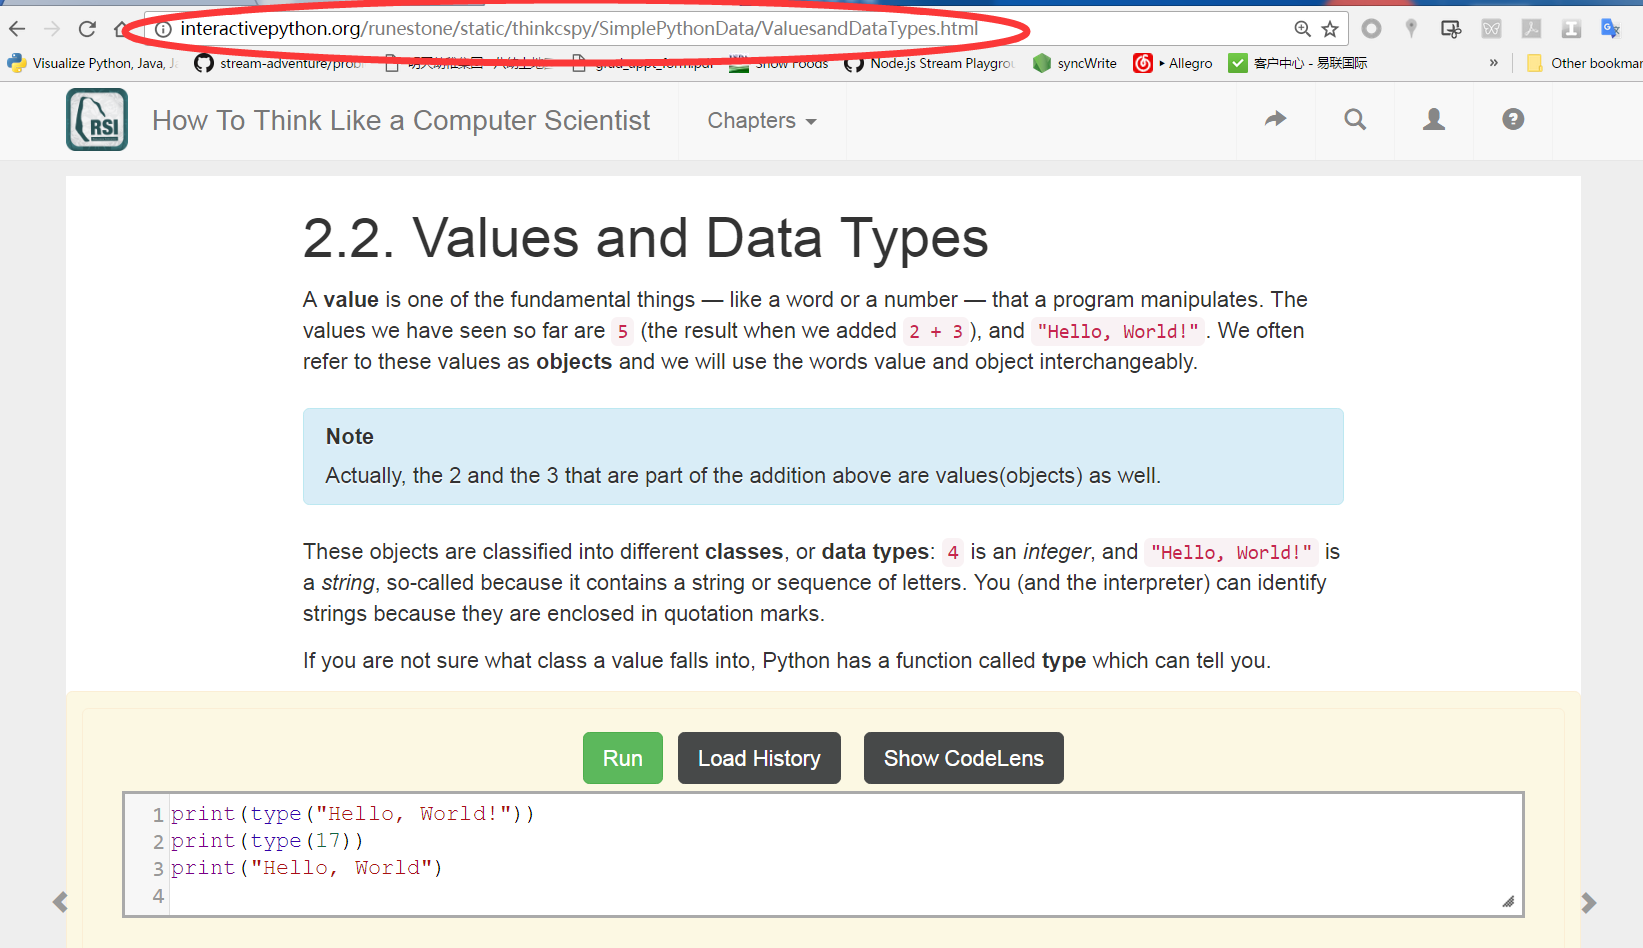 interactivepython.org/runestone/static/thinkcspy/SimplePythonData/ValuesandDataTypes.html
Visualize Python, Java, J
stream-adventure/prob
Show Foods
Node.js Stream Playgrou
syncWrite
Allegro
客户中心 - 易联国际
»
Other bookmar
RSI
How To Think Like a Computer Scientist
Chapters
2.2. Values and Data Types
A value is one of the fundamental things — like a word or a number — that a program manipulates. The
values we have seen so far are 5 (the result when we added 2 + 3), and "Hello, World!". We often
refer to these values as objects and we will use the words value and object interchangeably.
Note
Actually, the 2 and the 3 that are part of the addition above are values(objects) as well.
These objects are classified into different classes, or data types: 4 is an integer, and "Hello, World!" is
a string, so-called because it contains a string or sequence of letters. You (and the interpreter) can identify
strings because they are enclosed in quotation marks.
If you are not sure what class a value falls into, Python has a function called type which can tell you.
Run
Load History
Show CodeLens
1 print(type("Hello, World!"))
2 print(type(17))
3 print("Hello, World")
4